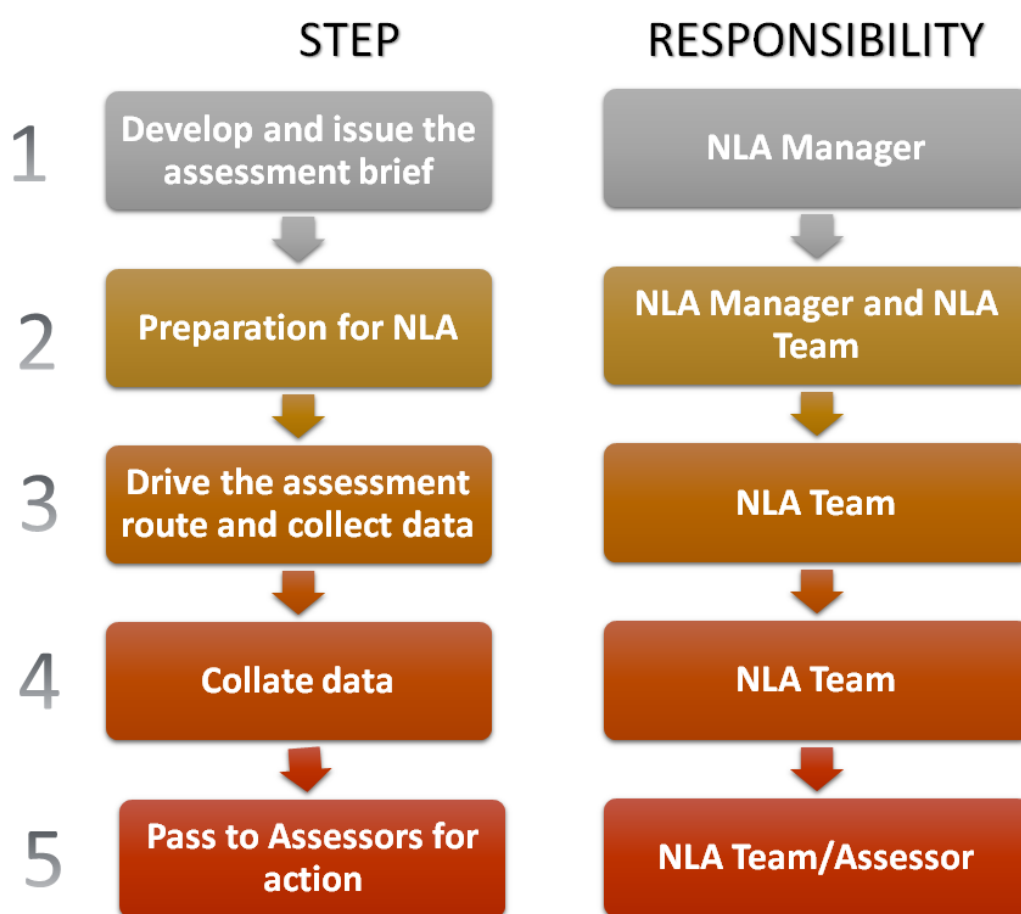 STEP
RESPONSIBILITY
1
Develop and issue the
assessment brief
NLA Manager
2
Preparation for NLA
NLA Manager and NLA
Team
3
Drive the assessment
route and collect data
NLA Team
4
Collate data
NLA Team
5
Pass to Assessors for
action
NLA Team/Assessor